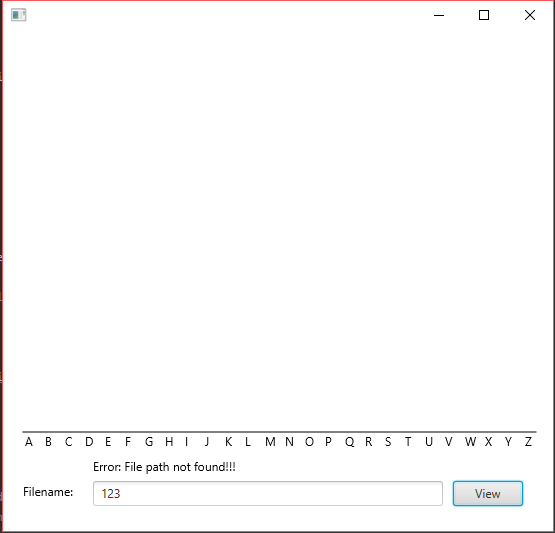 A B C D E F G H I J K L M N O P Q R S T U V W X Y Z
Error: File path not found!!!
Filename: 123 View